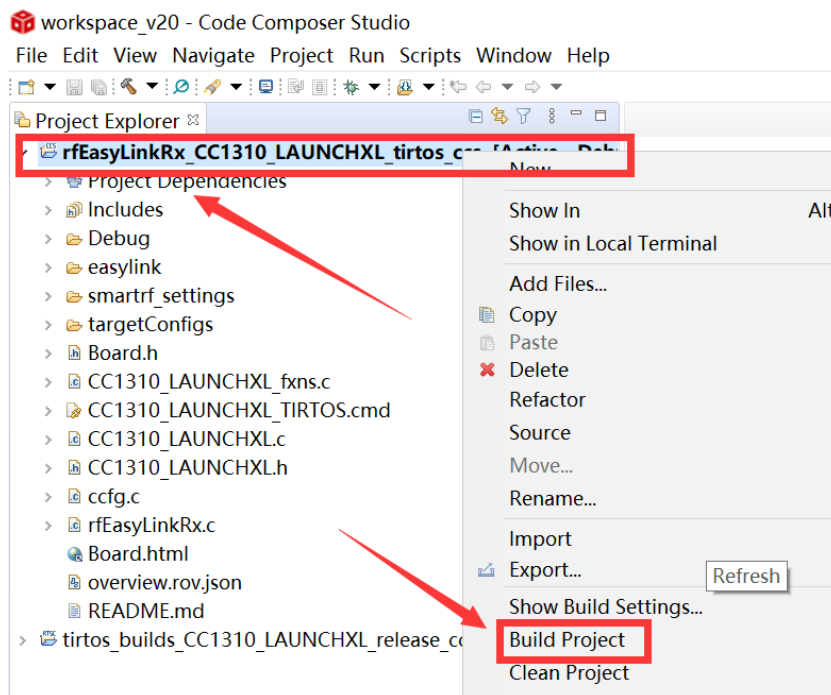 workspace_v20 - Code Composer Studio
File Edit View Navigate Project Run Scripts Window Help
Project Explorer
rfEasyLinkRx_CC1310_LAUNCHXL_tirtos_ccs [Active - Debu
Project Dependencies
Includes
Debug
easylink
smartrf_settings
targetConfigs
Board.h
CC1310_LAUNCHXL_fxns.c
CC1310_LAUNCHXL_TIRTOS.cmd
CC1310_LAUNCHXL.c
CC1310_LAUNCHXL.h
ccfg.c
rfEasyLinkRx.c
Board.html
overview.rov.json
README.md
tirtos_builds_CC1310_LAUNCHXL_release_cc
New
Show In Alt
Show in Local Terminal
Add Files...
Copy
Paste
Delete
Refactor
Source
Move...
Rename...
Import
Export...
Refresh
Show Build Settings...
Build Project
Clean Project